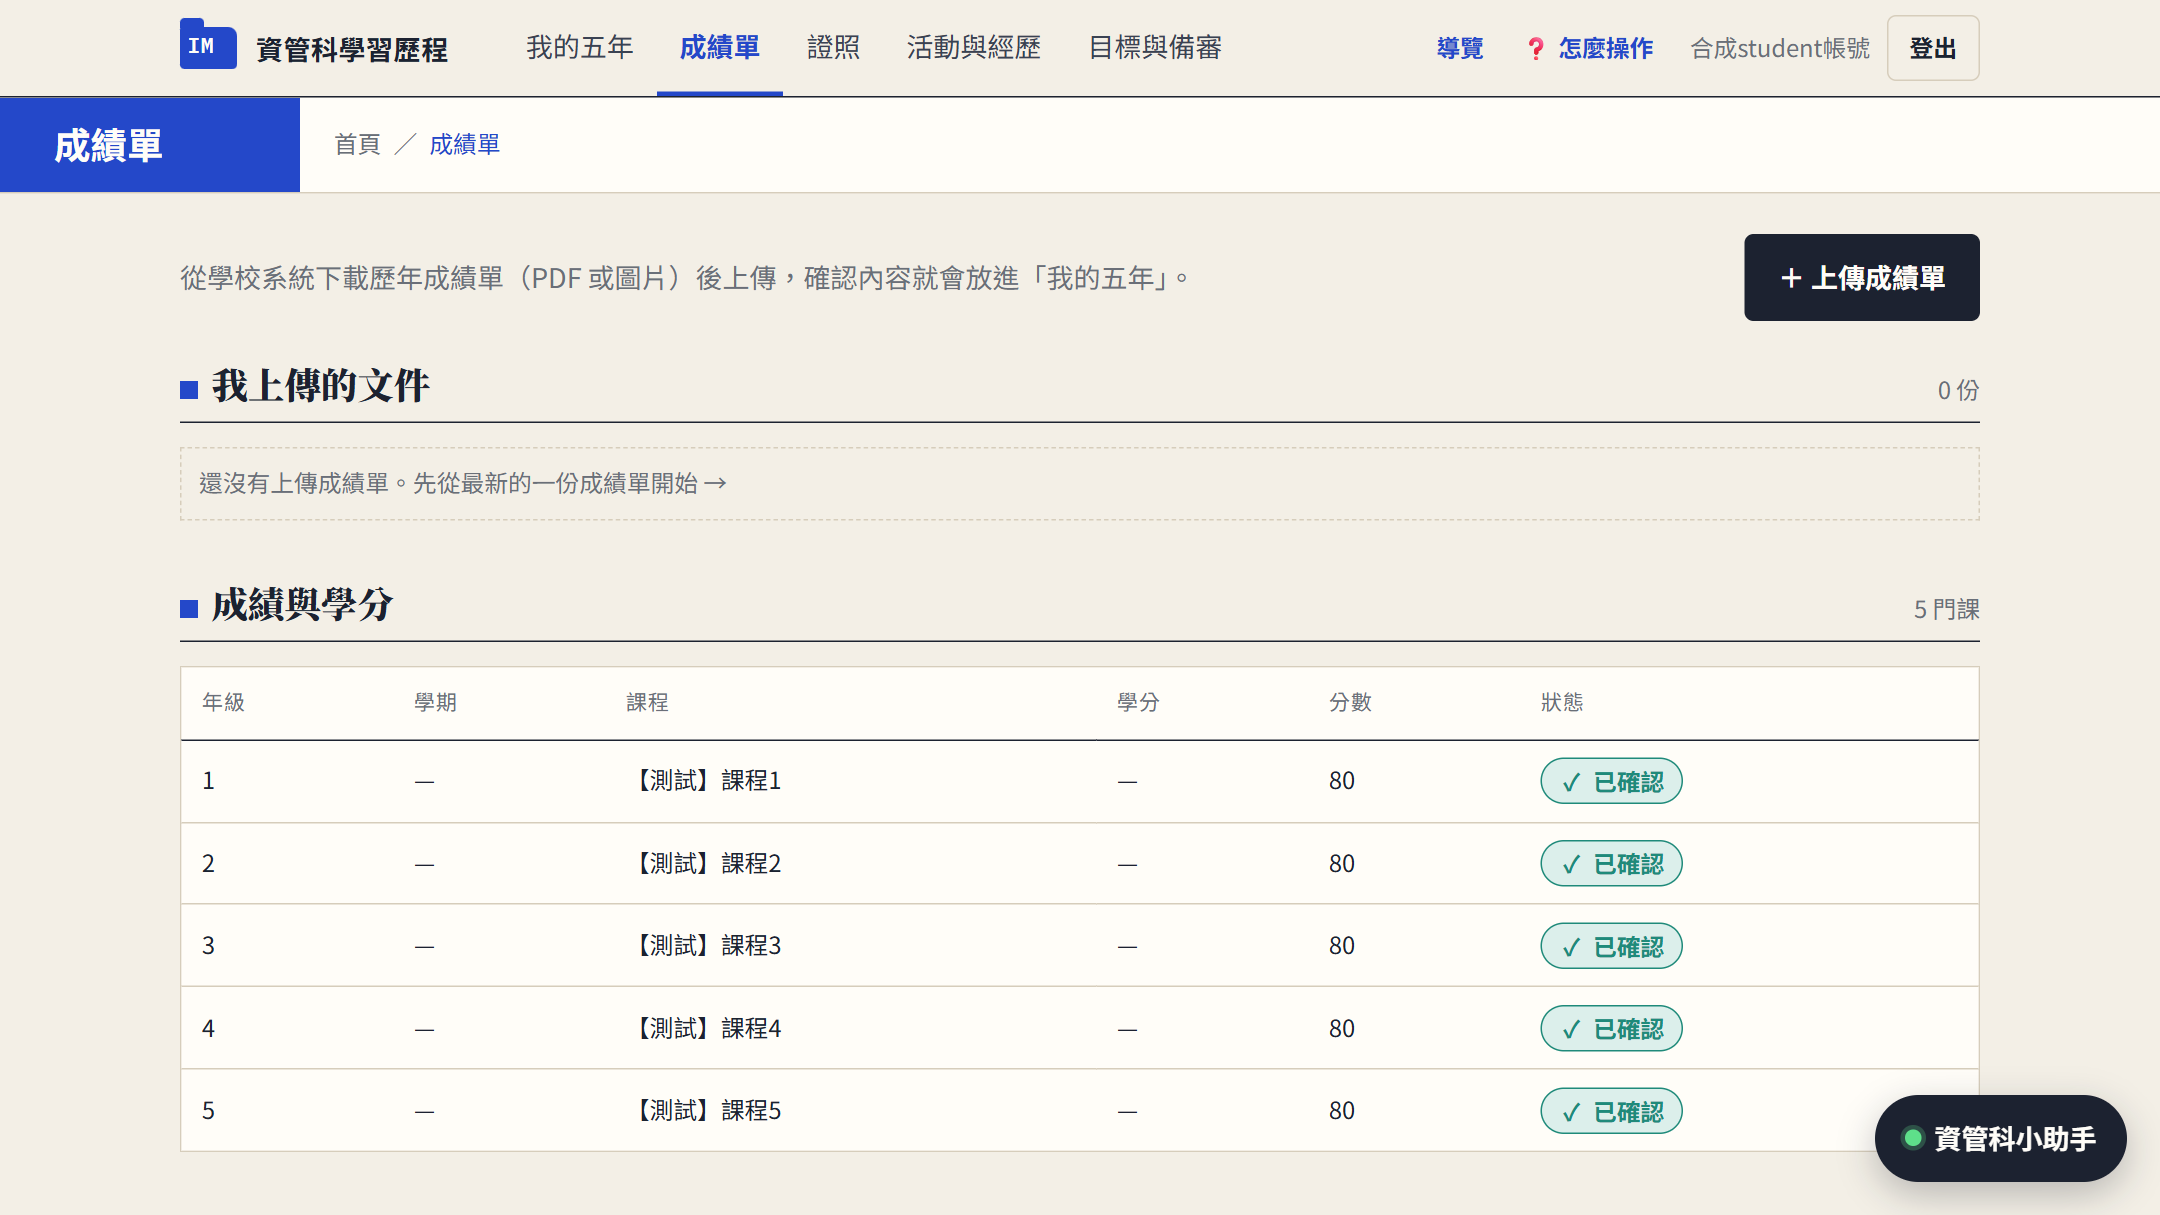 IM 資管科學習歷程 我的五年 成績單 證照 活動與經歷 目標與備審 導覽 ❓ 怎麼操作 合成student帳號 登出
成績單 首頁 ／ 成績單
從學校系統下載歷年成績單（PDF 或圖片）後上傳，確認內容就會放進「我的五年」。 ＋ 上傳成績單
我上傳的文件 0 份
還沒有上傳成績單。先從最新的一份成績單開始 →
成績與學分 5 門課
年級 學期 課程 學分 分數 狀態
1 — 【測試】課程1 — 80 ✓ 已確認
2 — 【測試】課程2 — 80 ✓ 已確認
3 — 【測試】課程3 — 80 ✓ 已確認
4 — 【測試】課程4 — 80 ✓ 已確認
5 — 【測試】課程5 — 80 ✓ 已確認
資管科小助手